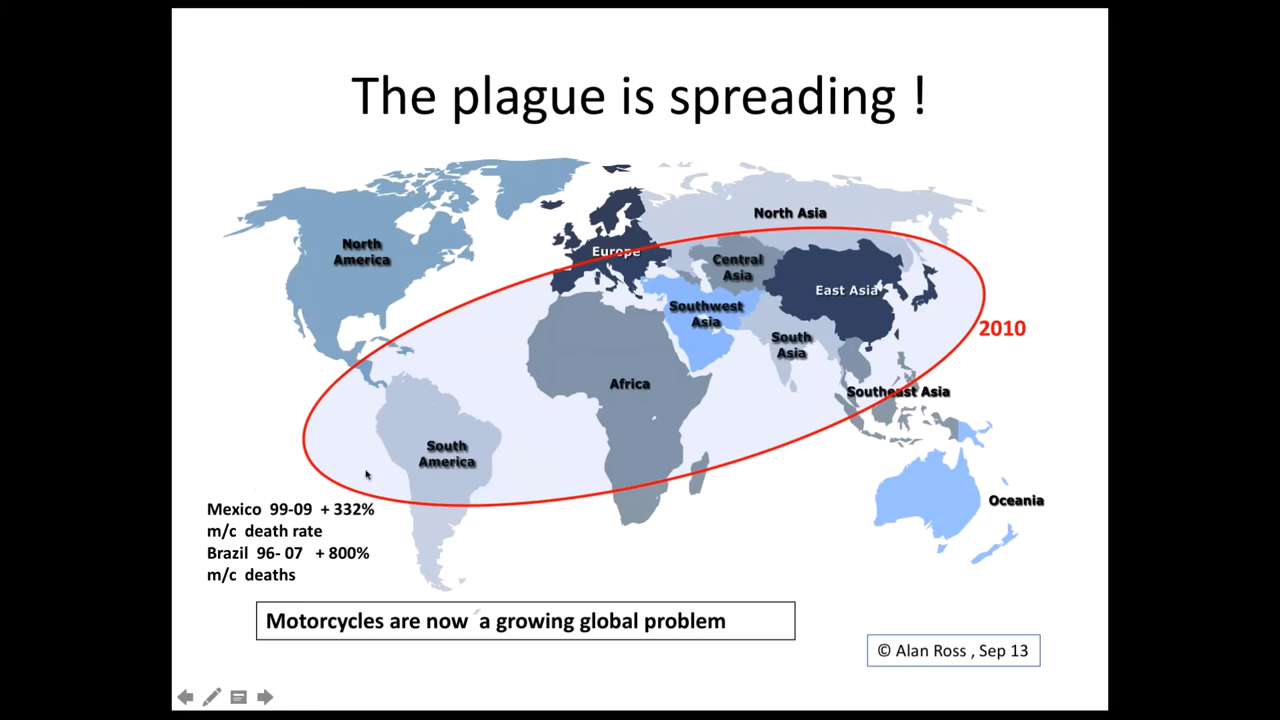 The plague is spreading !
North Asia
North
America
Europe
Central
Asia
East Asia
Southwest
Asia
2010
South
Asia
Africa
Southeast Asia
South
America
Oceania
Mexico 99-09 + 332%
m/c death rate
Brazil 96- 07 + 800%
m/c deaths
Motorcycles are now ´a growing global problem
© Alan Ross , Sep 13